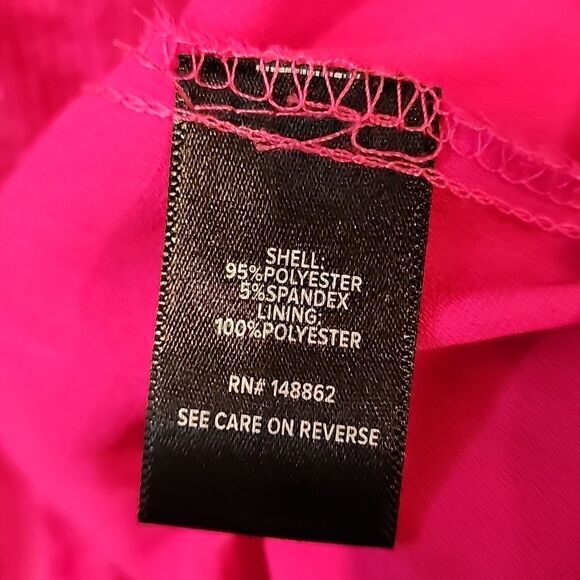 SHELL:
95%POLYESTER
5%SPANDEX
LINING:
100%POLYESTER
RN# 148862
SEE CARE ON REVERSE